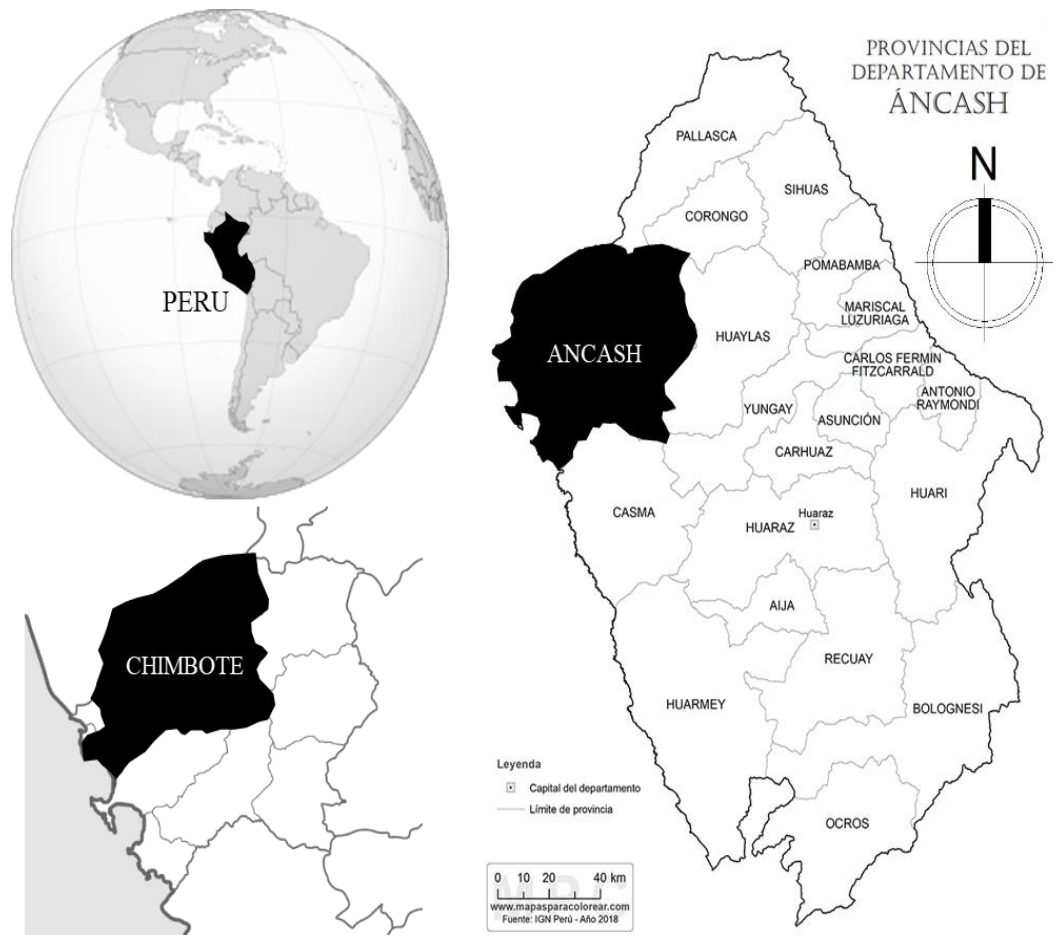 PERU
CHIMBOTE
PROVINCIAS DEL
DEPARTAMENTO DE
ÁNCASH
N
PALLASCA
SIHUAS
CORONGO
POMABAMBA
MARISCAL
LUZURIAGA
ANCASH
HUAYLAS
CARLOS FERMIN
FITZCARRALD
ANTONIO
RAYMONDI
YUNGAY
ASUNCIÓN
CARHUAZ
HUARI
CASMA
HUARAZ
Huaraz
AIJA
RECUAY
HUARMEY
BOLOGNESI
OCROS
Leyenda
Capital del departamento
Límite de provincia
0 10 20 40 km
www.mapasparacolorear.com
Fuente: IGN Perú - Año 2018